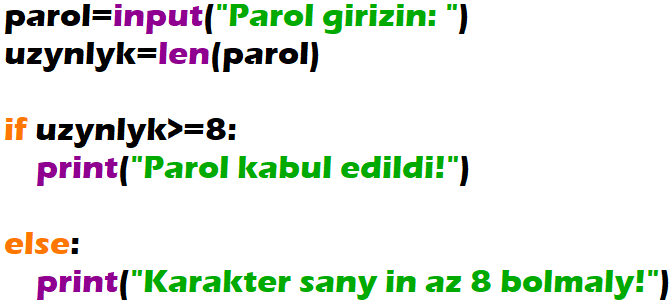 parol=input("Parol girizin: ")
uzynlyk=len(parol)
if uzynlyk>=8:
print("Parol kabul edildi!")
else:
print("Karakter sany in az 8 bolmaly!")